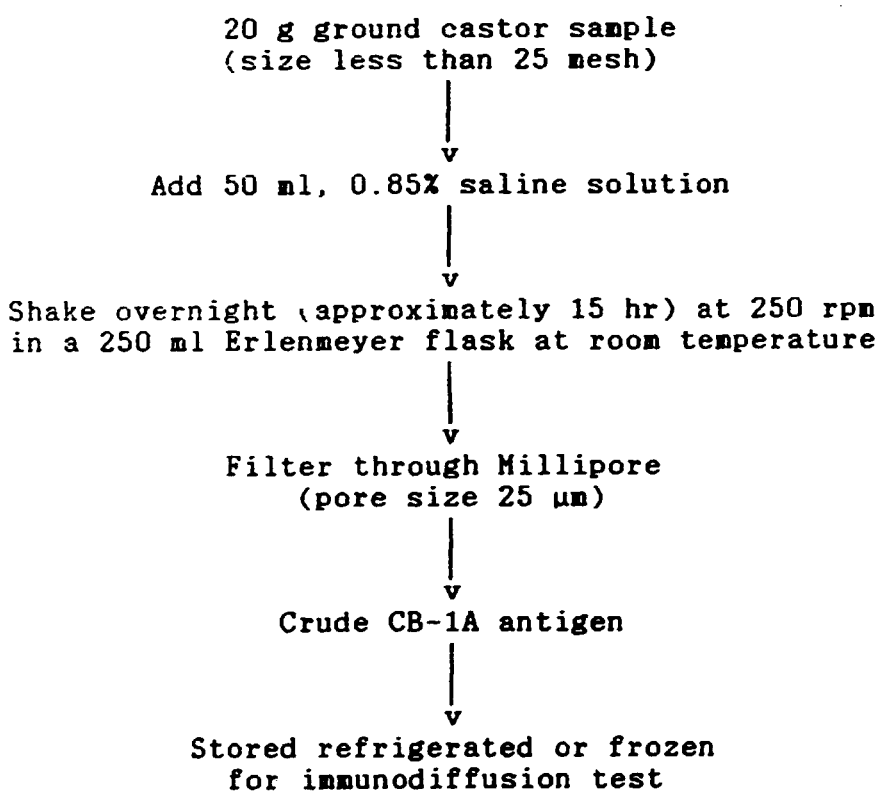 20 g ground castor sample
(size less than 25 mesh)
Add 50 ml, 0.85% saline solution
Shake overnight (approximately 15 hr) at 250 rpm
in a 250 ml Erlenmeyer flask at room temperature
Filter through Millipore
(pore size 25 µm)
Crude CB-1A antigen
Stored refrigerated or frozen
for immunodiffusion test